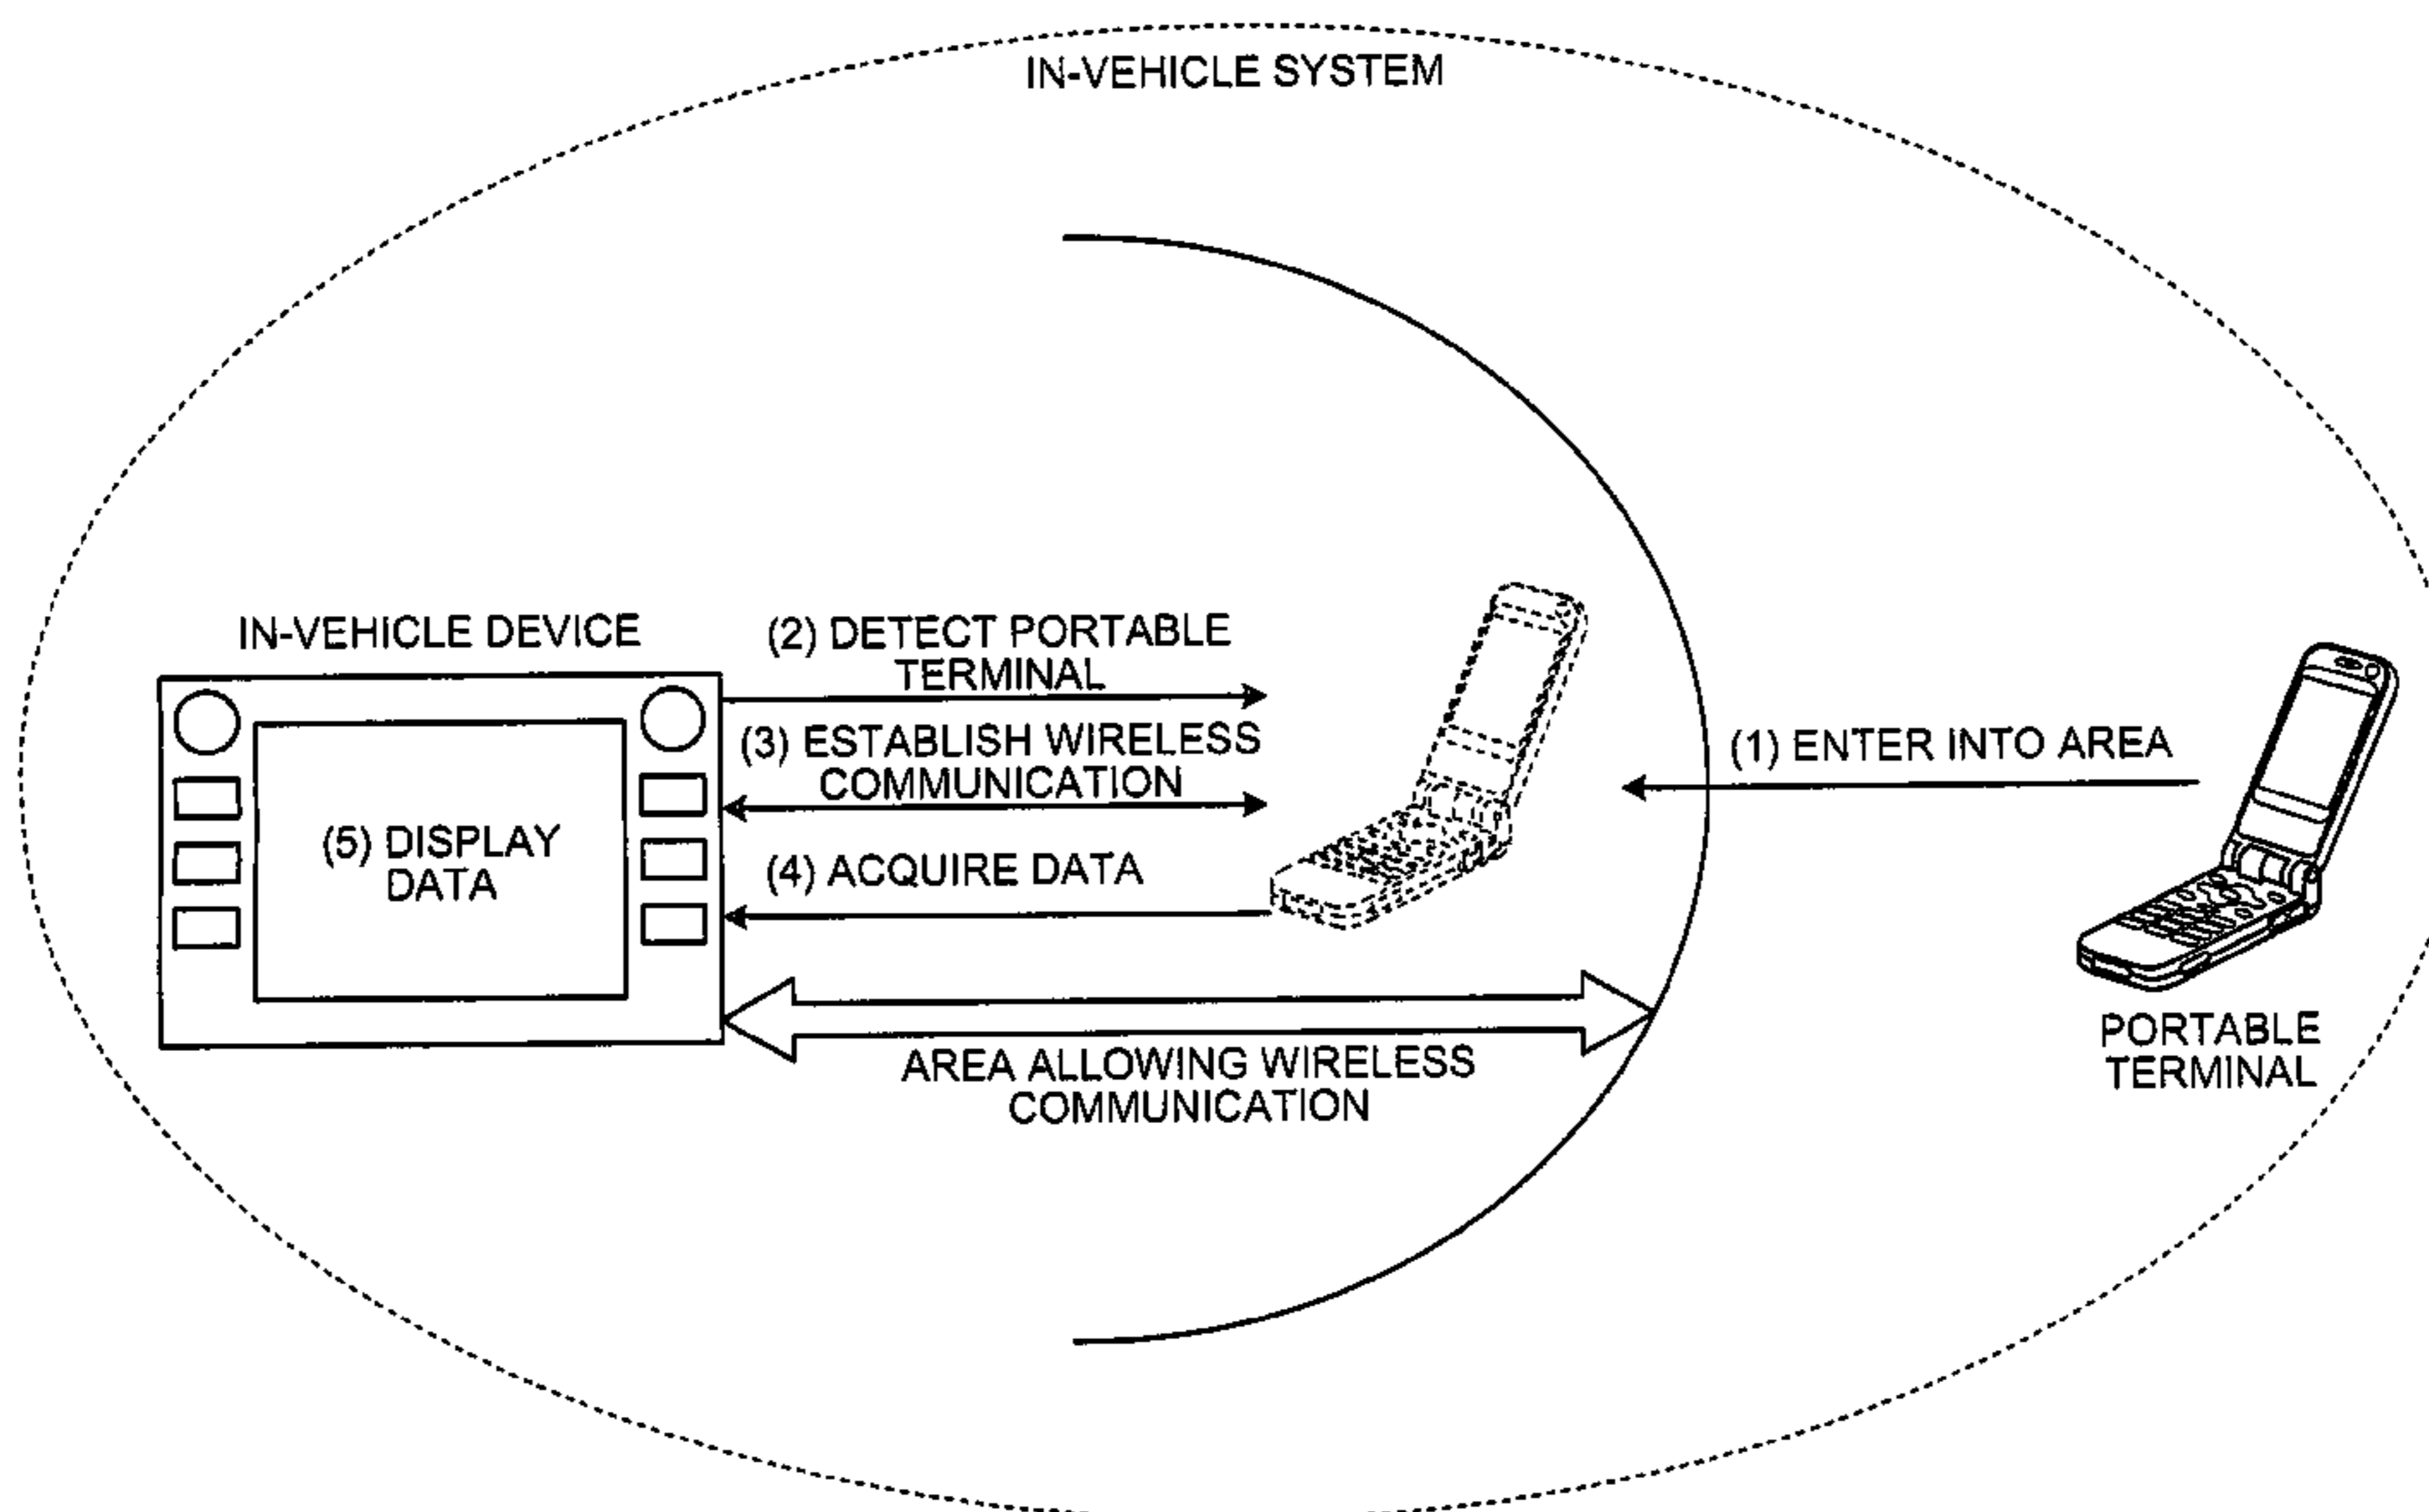 IN-VEHICLE SYSTEM
IN-VEHICLE DEVICE
(2) DETECT PORTABLE
TERMINAL
(3) ESTABLISH WIRELESS
COMMUNICATION
(1) ENTER INTO AREA
(5) DISPLAY
DATA
(4) ACQUIRE DATA
AREA ALLOWING WIRELESS
COMMUNICATION
PORTABLE
TERMINAL